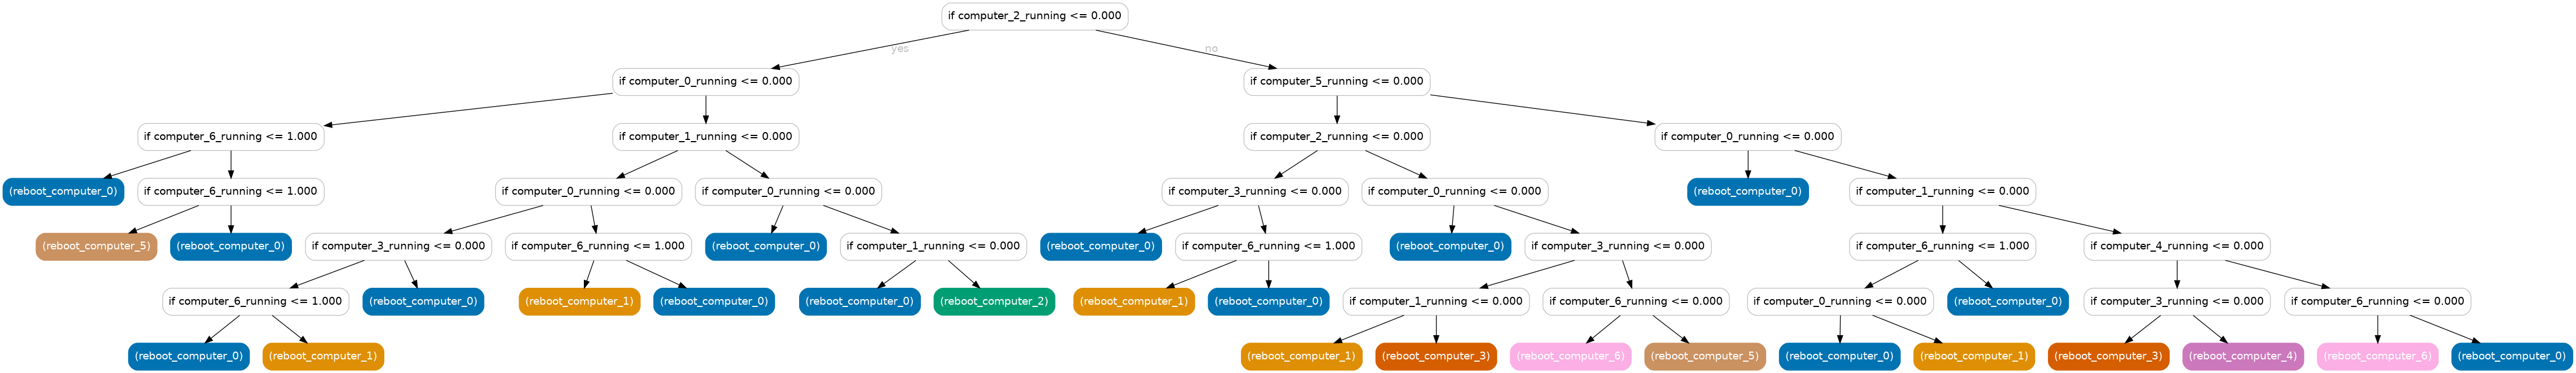 if computer_2_running <= 0.000
yes
no
if computer_0_running <= 0.000
if computer_5_running <= 0.000
if computer_6_running <= 1.000
if computer_1_running <= 0.000
if computer_2_running <= 0.000
if computer_0_running <= 0.000
(reboot_computer_0)
if computer_6_running <= 1.000
if computer_0_running <= 0.000
if computer_0_running <= 0.000
if computer_3_running <= 0.000
if computer_0_running <= 0.000
(reboot_computer_0)
if computer_1_running <= 0.000
(reboot_computer_5)
(reboot_computer_0)
if computer_3_running <= 0.000
if computer_6_running <= 1.000
(reboot_computer_0)
if computer_1_running <= 0.000
(reboot_computer_0)
if computer_6_running <= 1.000
(reboot_computer_0)
if computer_3_running <= 0.000
if computer_6_running <= 1.000
if computer_4_running <= 0.000
if computer_6_running <= 1.000
(reboot_computer_0)
(reboot_computer_1)
(reboot_computer_0)
(reboot_computer_0)
(reboot_computer_2)
(reboot_computer_1)
(reboot_computer_0)
if computer_1_running <= 0.000
if computer_6_running <= 0.000
if computer_0_running <= 0.000
(reboot_computer_0)
if computer_3_running <= 0.000
if computer_6_running <= 0.000
(reboot_computer_0)
(reboot_computer_1)
(reboot_computer_1)
(reboot_computer_3)
(reboot_computer_6)
(reboot_computer_5)
(reboot_computer_0)
(reboot_computer_1)
(reboot_computer_3)
(reboot_computer_4)
(reboot_computer_6)
(reboot_computer_0)